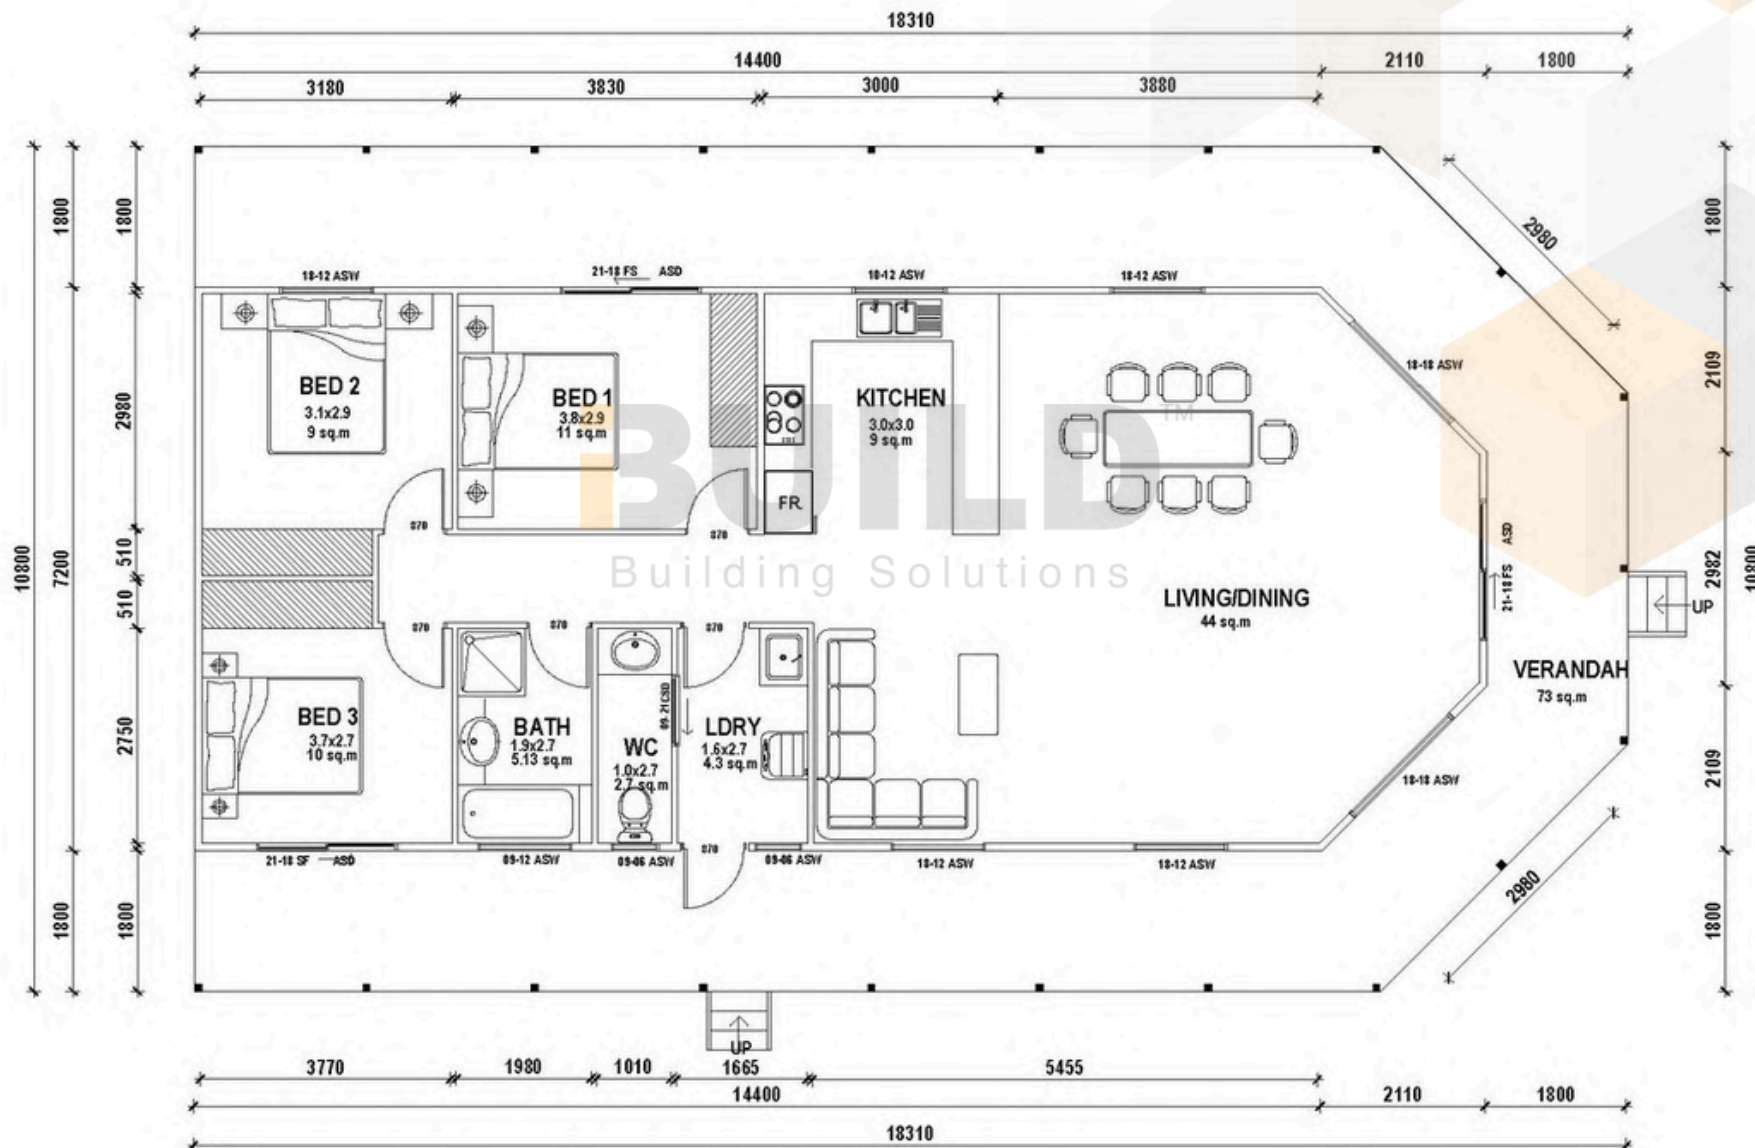 18310
14400
2110
1800
3180
3830
3000
3880
10800
1800
7200
1800
1800
2980
510
510
2750
1800
2980
1800
2109
2982
2109
1800
10800
2980
18-12 ASW
21-18 FS
ASD
18-12 ASW
18-12 ASW
18-18 ASW
BED 2
3.1x2.9
9 sq.m
BED 1
3.8x2.9
11 sq.m
KITCHEN
3.0x3.0
9 sq.m
FR
iBUILD™
Building Solutions
870
870
870
870
870
870
LIVING/DINING
44 sq.m
21-18 FS
ASD
UP
VERANDAH
73 sq.m
BED 3
3.7x2.7
10 sq.m
BATH
1.9x2.7
5.13 sq.m
WC
1.0x2.7
2.7 sq.m
09-21CSD
LDRY
1.6x2.7
4.3 sq.m
18-18 ASW
21-18 SF
ASD
09-12 ASW
09-06 ASW
09-06 ASW
18-12 ASW
18-12 ASW
UP
3770
1980
1010
1665
5455
14400
2110
1800
18310